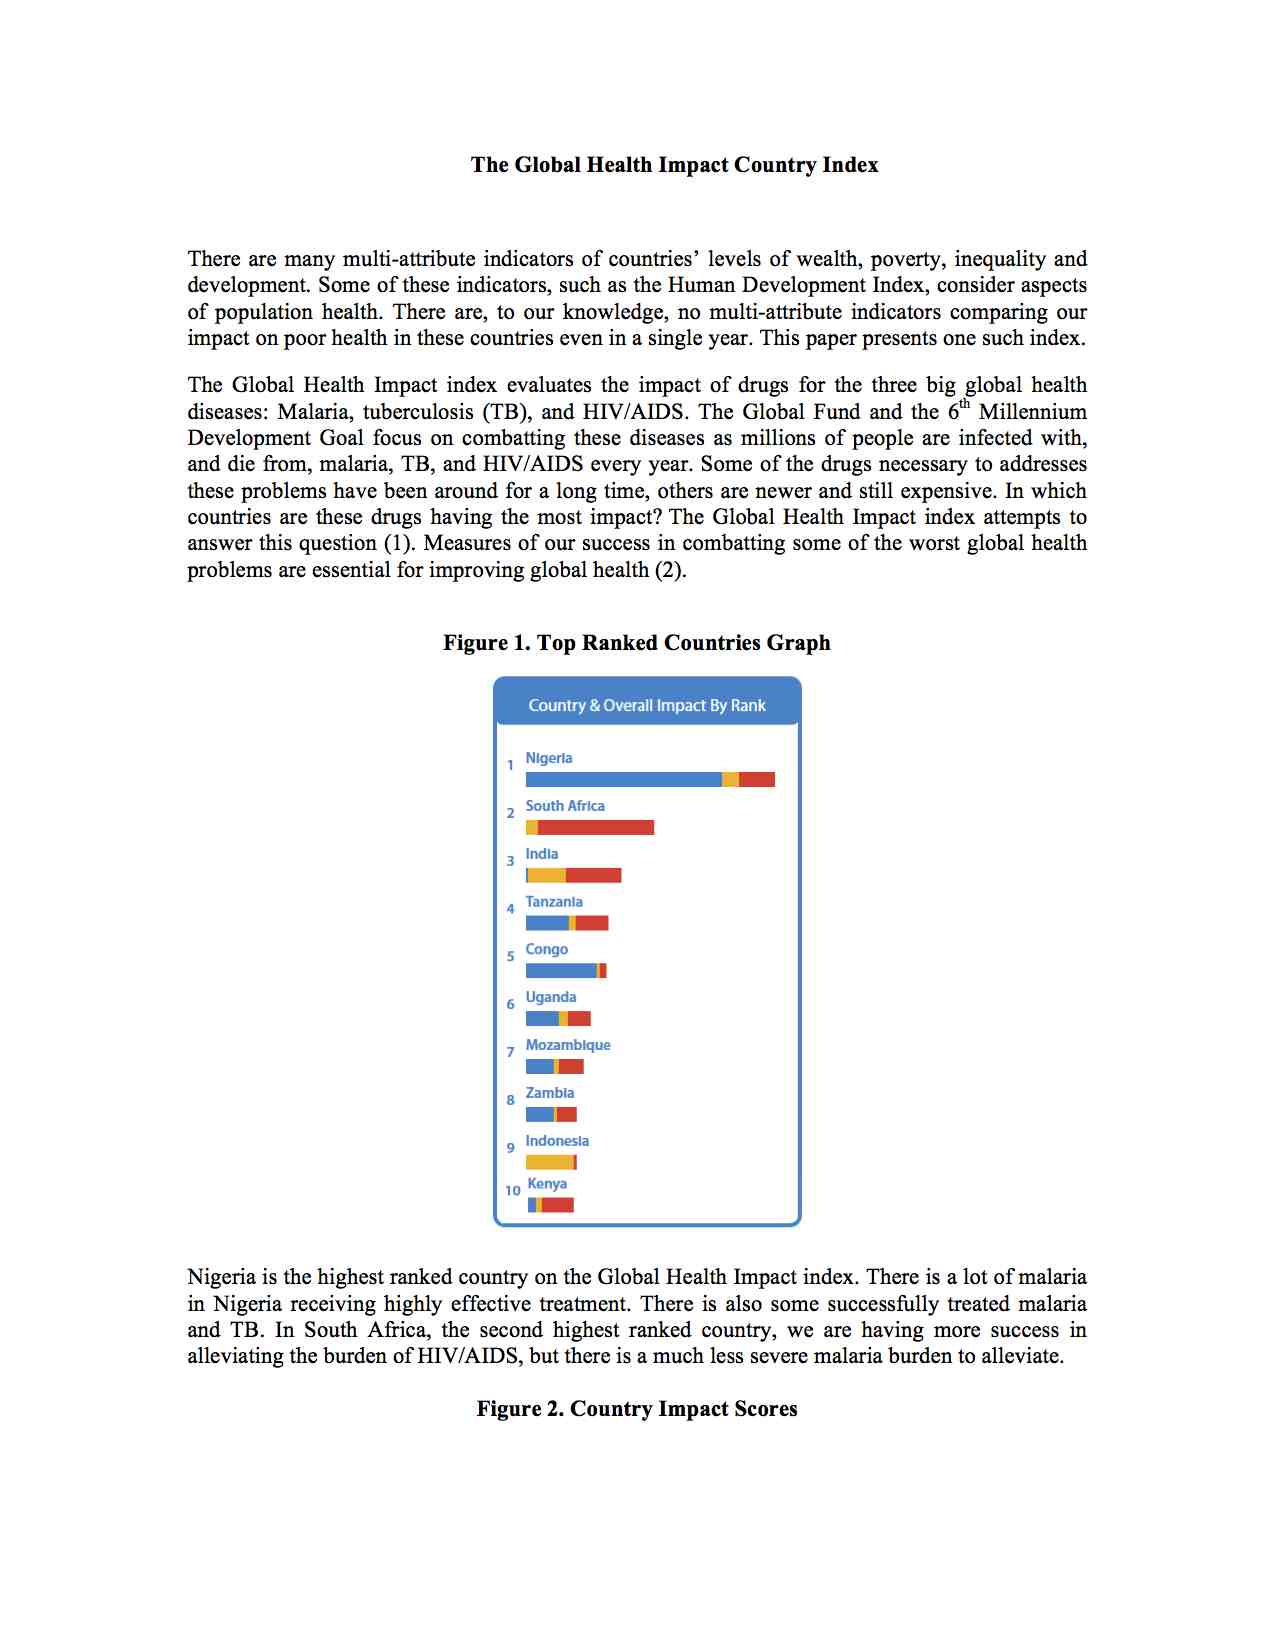 The Global Health Impact Country Index
There are many multi-attribute indicators of countries’ levels of wealth, poverty, inequality and
development. Some of these indicators, such as the Human Development Index, consider aspects
of population health. There are, to our knowledge, no multi-attribute indicators comparing our
impact on poor health in these countries even in a single year. This paper presents one such index.
The Global Health Impact index evaluates the impact of drugs for the three big global health
diseases: Malaria, tuberculosis (TB), and HIV/AIDS. The Global Fund and the 6th Millennium
Development Goal focus on combatting these diseases as millions of people are infected with,
and die from, malaria, TB, and HIV/AIDS every year. Some of the drugs necessary to addresses
these problems have been around for a long time, others are newer and still expensive. In which
countries are these drugs having the most impact? The Global Health Impact index attempts to
answer this question (1). Measures of our success in combatting some of the worst global health
problems are essential for improving global health (2).
Figure 1. Top Ranked Countries Graph
Country & Overall Impact By Rank
1 Nigeria
2 South Africa
3 India
4 Tanzania
5 Congo
6 Uganda
7 Mozambique
8 Zambia
9 Indonesia
10 Kenya
Nigeria is the highest ranked country on the Global Health Impact index. There is a lot of malaria
in Nigeria receiving highly effective treatment. There is also some successfully treated malaria
and TB. In South Africa, the second highest ranked country, we are having more success in
alleviating the burden of HIV/AIDS, but there is a much less severe malaria burden to alleviate.
Figure 2. Country Impact Scores